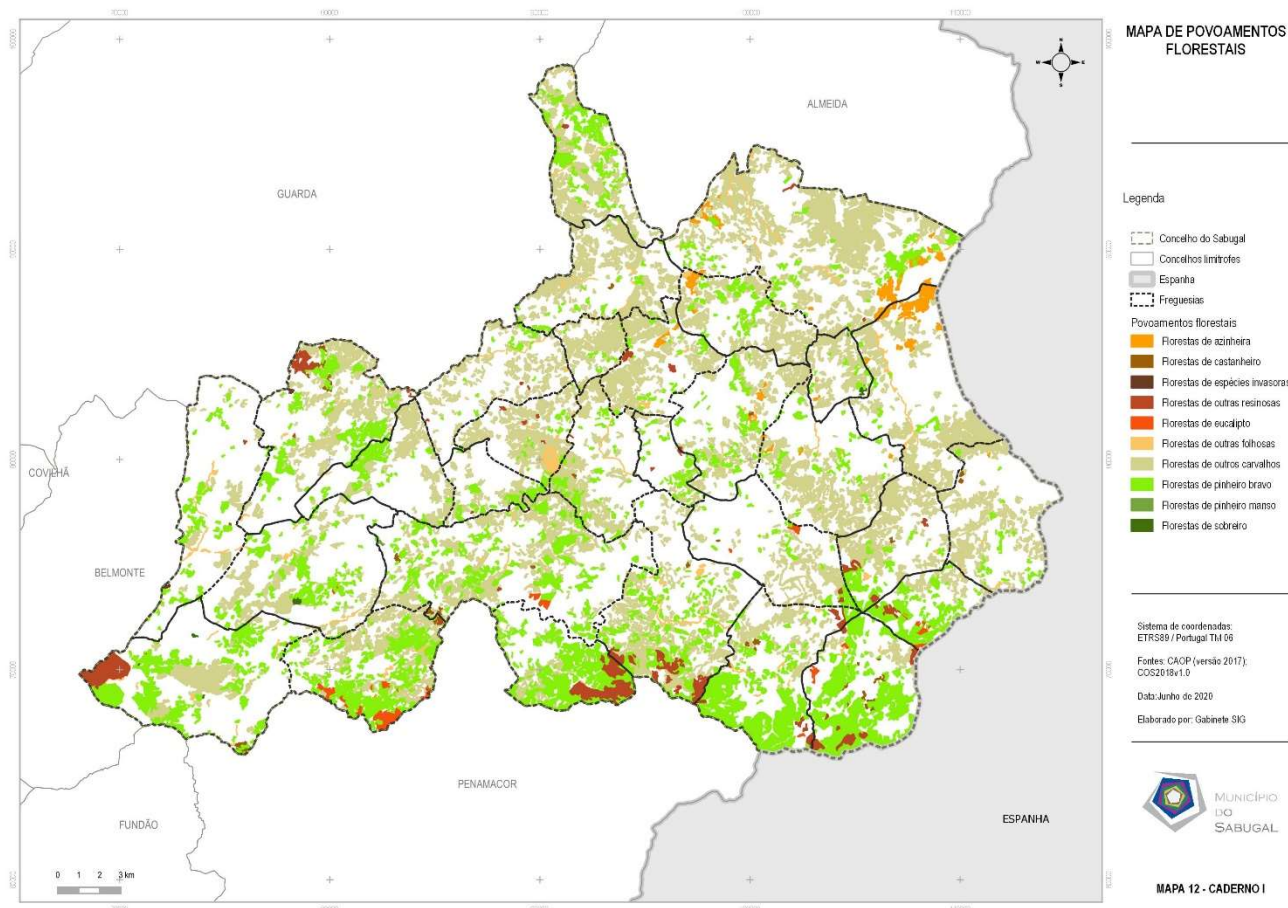 MAPA DE POVOAMENTOS
FLORESTAIS
ALMEIDA
GUARDA
COVILHÃ
BELMONTE
PENAMACOR
FUNDÃO
ESPANHA
0 1 2 3 km
N
W E
S
Legenda
Concelho do Sabugal
Concelhos limítrofes
Espanha
Freguesias
Povoamentos florestais
Florestas de azinheira
Florestas de castanheiro
Florestas de espécies invasoras
Florestas de outras resinosas
Florestas de eucalipto
Florestas de outras folhosas
Florestas de outros carvalhos
Florestas de pinheiro bravo
Florestas de pinheiro manso
Florestas de sobreiro
Sistema de coordenadas:
ETRS89 / Portugal TM 06
Fontes: CAOP (versão 2017);
COS2018v1.0
Data:Junho de 2020
Elaborado por: Gabinete SIG
MUNICÍPIO
DO
SABUGAL
MAPA 12 - CADERNO I